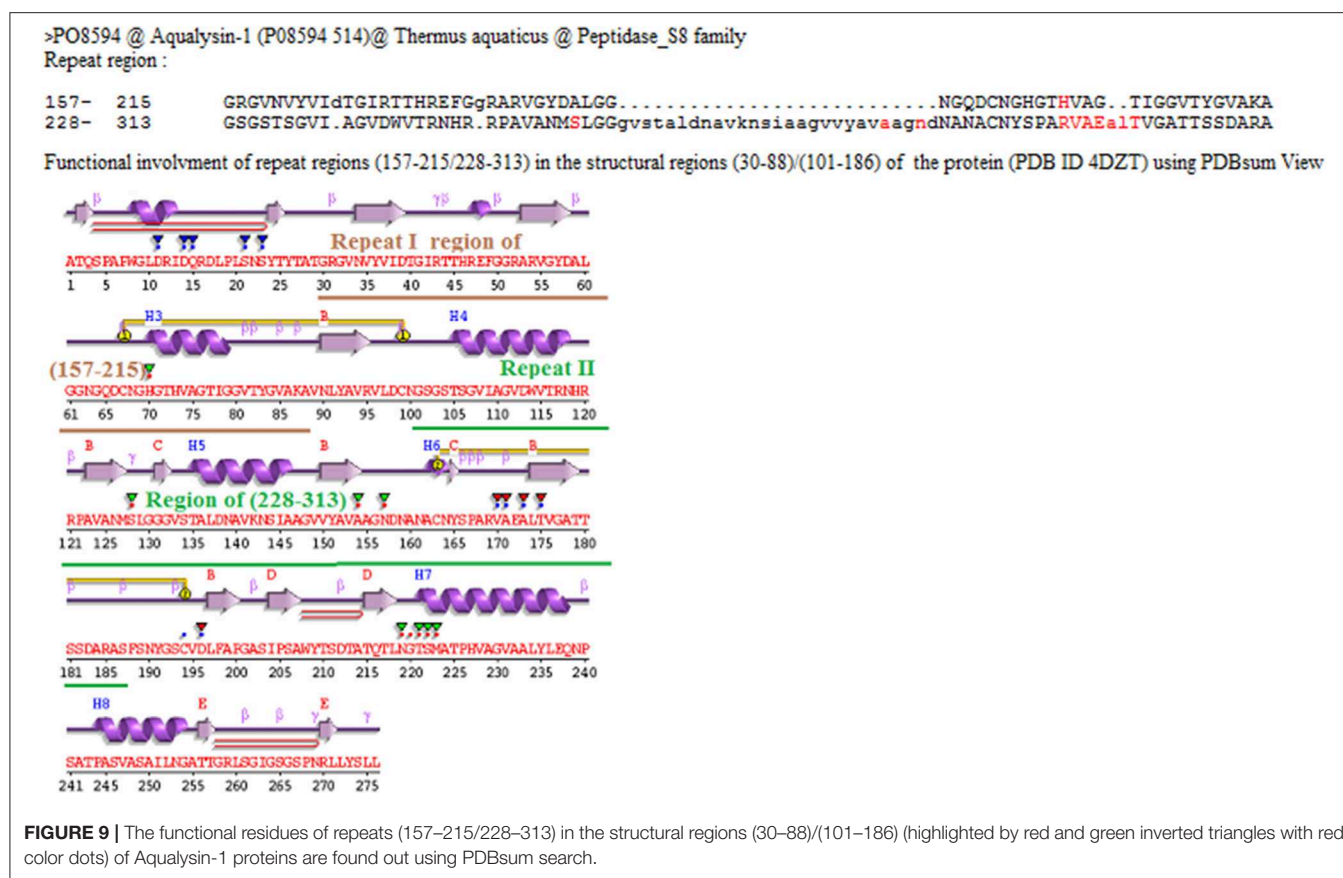 >PO8594 @ Aqualysin-1 (P08594 514)@ Thermus aquaticus @ Peptidase_S8 family
Repeat region :
157- 215 GRGVNVYVIdTGIRTTHREFGgRARVGYDALGG.............................NGQDCNGHGTHVAG..TIGGVTYGVAKA
228- 313 GSGSTSGVI.AGVDWVTRNHR.RPAVANMSLGGgvstaldnavknsiaagvvyavaagndNANACNYSPARVAEalTVGATTSSDARA
Functional involvment of repeat regions (157-215/228-313) in the structural regions (30-88)/(101-186) of the protein (PDB ID 4DZT) using PDBsum View
β β γβ β β
Repeat I region of
ATQSPAPWGLDRIDQRDLPLSNSYTYTATGRGVNVYVIDTGIRTTHREFGGRARVGYDAL
1 5 10 15 20 25 30 35 40 45 50 55 60
H3 ββ β β B H4
1 1
(157-215) Repeat II
GGNGQDCNGHGTHVAGTIGGVTYGVAKAVNLYAVRVLDCNGSGSTSGVIAGVDWVTRNHR
61 65 70 75 80 85 90 95 100 105 110 115 120
β B γ C H5 B H6 C βββ β B
2
Region of (228-313)
RPAVANMSLGGGVSTALDNAVKNSIAAGVVYAVAAGNDNANACNYSPARVAEALTVGATT
121 125 130 135 140 145 150 155 160 165 170 175 180
β β β B β D β D H7 β
2
SSDARASFSNYGSCVDLFAPGASIPSAWYTSDTATQTLNGTSMATPHVAGVAALYLEQNP
181 185 190 195 200 205 210 215 220 225 230 235 240
H8 E β β γ E γ
SATPASVASAILNGATTGRLSGIGSGSPNRLLYSLL
241 245 250 255 260 265 270 275
FIGURE 9 | The functional residues of repeats (157–215/228–313) in the structural regions (30–88)/(101–186) (highlighted by red and green inverted triangles with red
color dots) of Aqualysin-1 proteins are found out using PDBsum search.